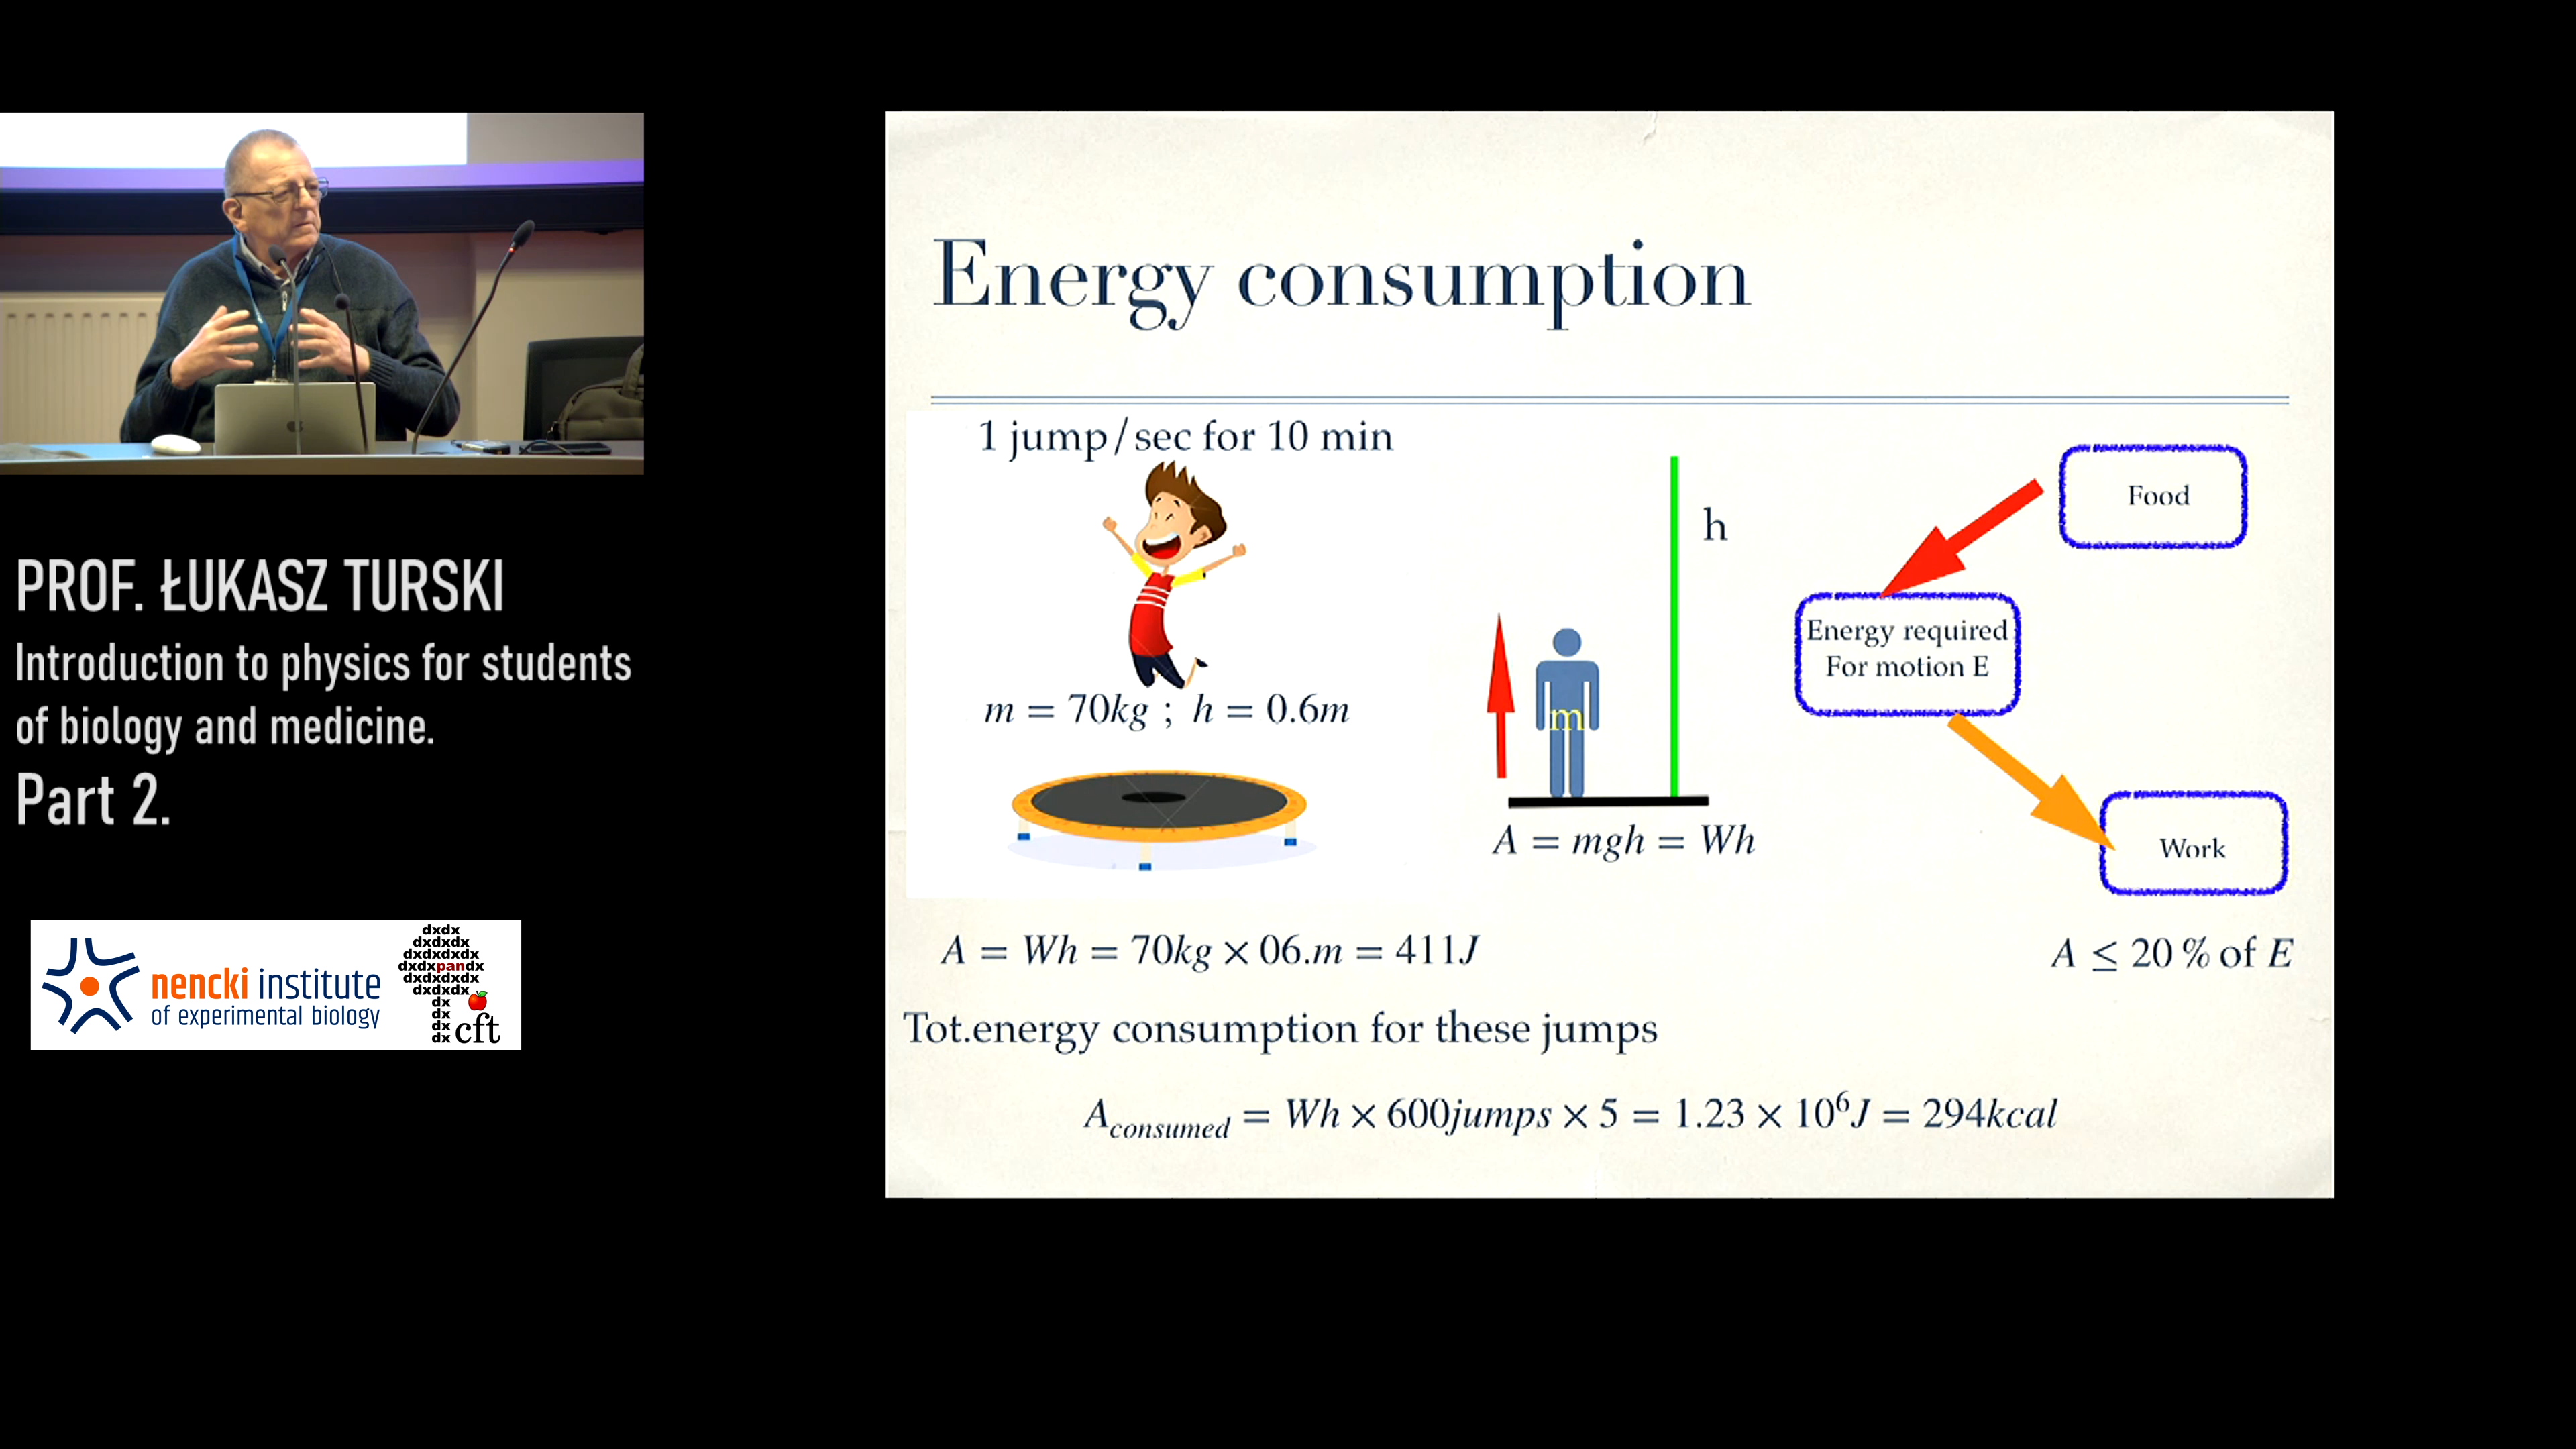 PROF. ŁUKASZ TURSKI
Introduction to physics for students
of biology and medicine.
Part 2.
nencki institute
of experimental biology
dxdx
dxdxdx
dxdxdxdx
dxdxpandx
dxdxdxdx
dxdxdx
dx
dx
dx
dx cft
Energy consumption
1 jump/sec for 10 min
m = 70kg ; h = 0.6m
h
m
A = mgh = Wh
Food
Energy required
For motion E
Work
A = Wh = 70kg × 06.m = 411J
A ≤ 20 % of E
Tot.energy consumption for these jumps
A_consumed = Wh × 600jumps × 5 = 1.23 × 10⁶J = 294kcal